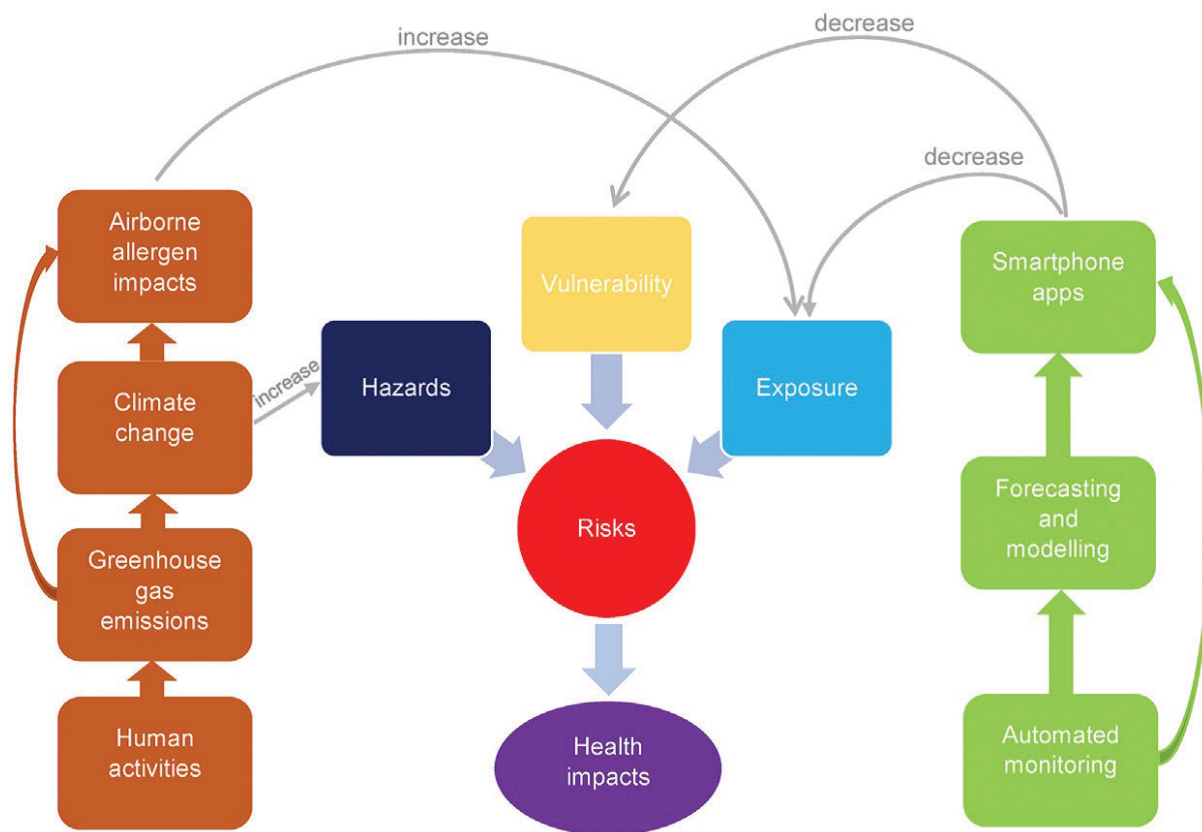 increase
decrease
decrease
Airborne
allergen
impacts
Vulnerability
Smartphone
apps
increase
Hazards
Exposure
Climate
change
Risks
Forecasting
and
modelling
Greenhouse
gas
emissions
Human
activities
Health
impacts
Automated
monitoring